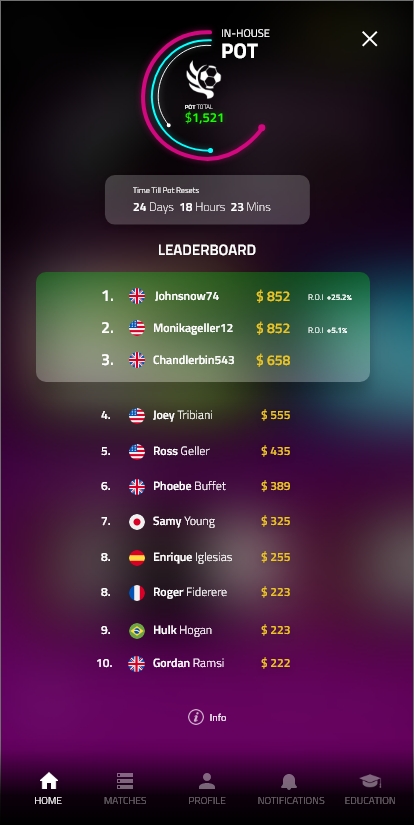 IN-HOUSE
POT
POT TOTAL
$1,521
Time Till Pot Resets
24 Days 18 Hours 23 Mins
LEADERBOARD
1. Johnsnow74 $ 852 R.O.I +25.2%
2. Monikageller12 $ 852 R.O.I +5.1%
3. Chandlerbin543 $ 658
4. Joey Tribiani $ 555
5. Ross Geller $ 435
6. Phoebe Buffet $ 389
7. Samy Young $ 325
8. Enrique Iglesias $ 255
8. Roger Fiderere $ 223
9. Hulk Hogan $ 223
10. Gordan Ramsi $ 222
i Info
HOME MATCHES PROFILE NOTIFICATIONS EDUCATION